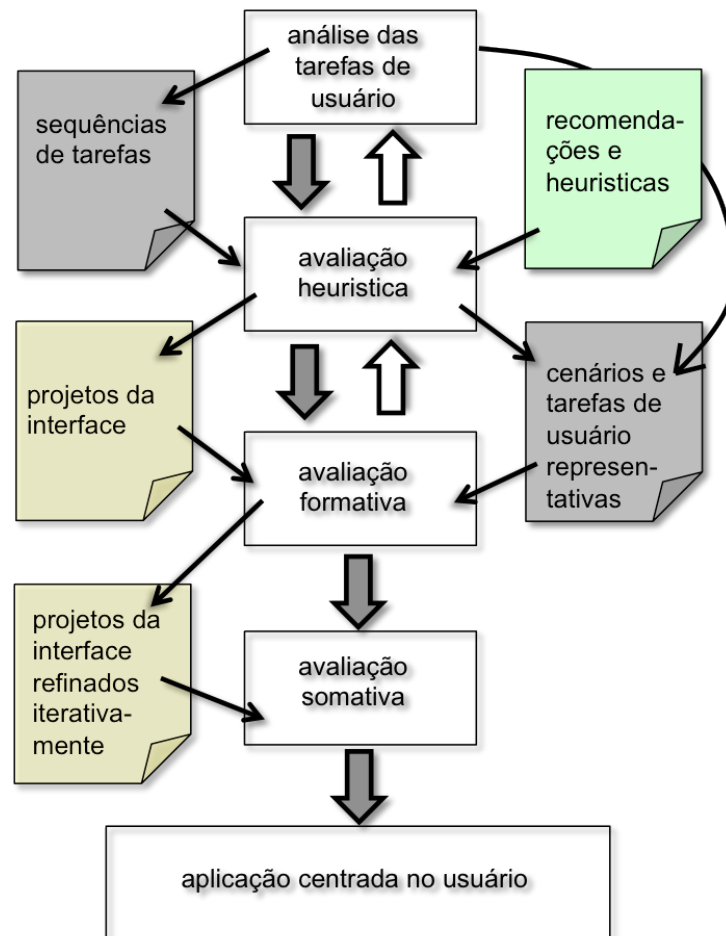 análise das
tarefas de
usuário
sequências
de tarefas
recomenda-
ções e
heuristicas
avaliação
heuristica
projetos da
interface
cenários e
tarefas de
usuário
represen-
tativas
avaliação
formativa
projetos da
interface
refinados
iterativa-
mente
avaliação
somativa
aplicação centrada no usuário